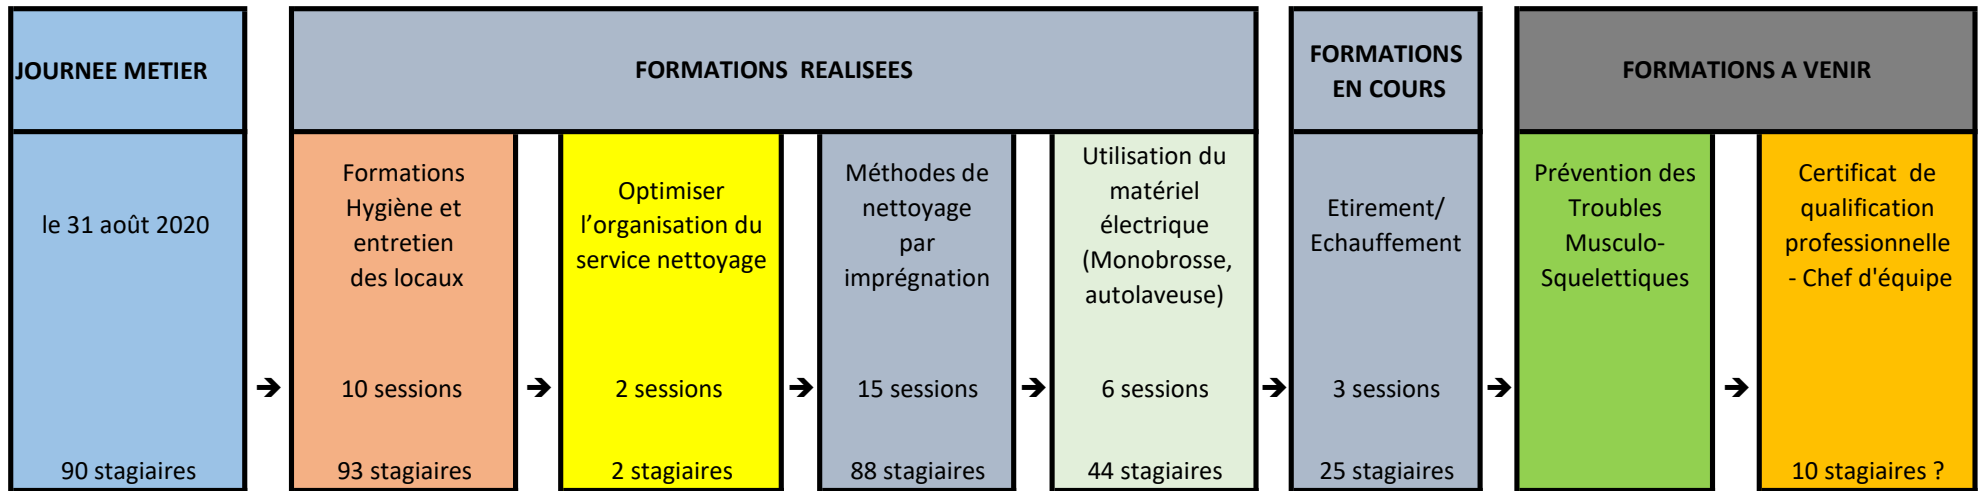 JOURNEE METIER
FORMATIONS REALISEES
FORMATIONS
EN COURS
FORMATIONS A VENIR
le 31 août 2020
90 stagiaires
➔
Formations
Hygiène et
entretien
des locaux
10 sessions
93 stagiaires
➔
Optimiser
l’organisation du
service nettoyage
2 sessions
2 stagiaires
➔
Méthodes de
nettoyage
par
imprégnation
15 sessions
88 stagiaires
➔
Utilisation du
matériel
électrique
(Monobrosse,
autolaveuse)
6 sessions
44 stagiaires
➔
Etirement/
Echauffement
3 sessions
25 stagiaires
➔
Prévention des
Troubles
Musculo-
Squelettiques
➔
Certificat de
qualification
professionnelle
- Chef d'équipe
10 stagiaires ?